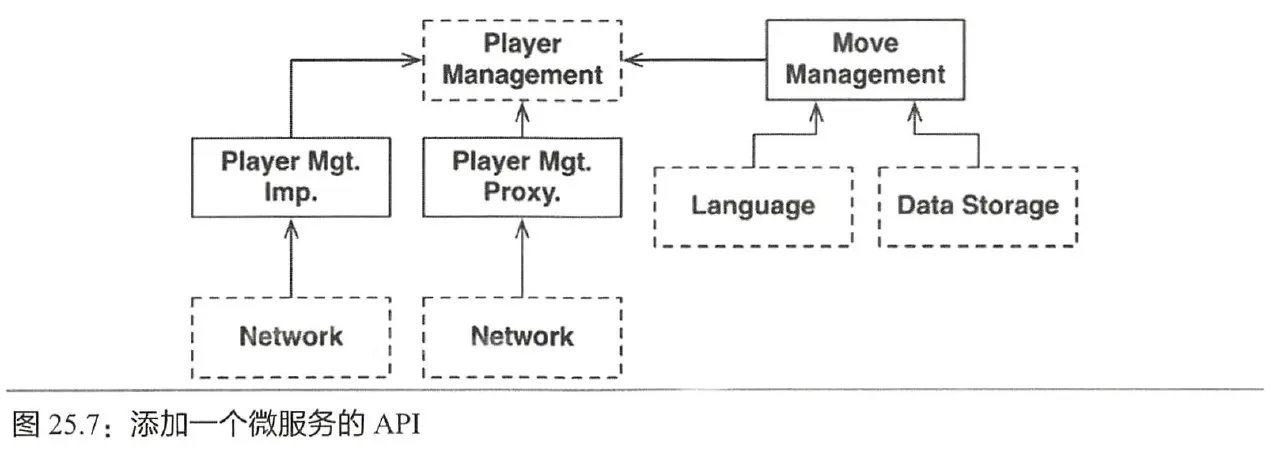 Player
Management
Move
Management
Player Mgt.
Imp.
Player Mgt.
Proxy.
Language
Data Storage
Network
Network
图 25.7：添加一个微服务的 API